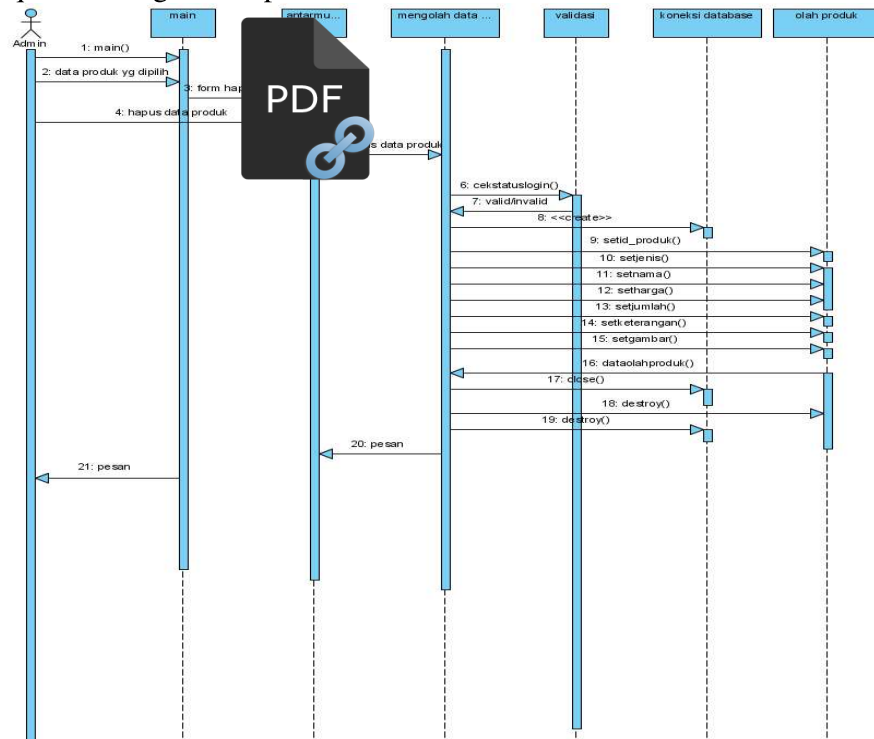 main
antarmu...
mengolah data ...
validasi
koneksi database
olah produk
Admin
1: main()
2: data produk yg dipilih
3: form
4: hapus data produk
PDF
data produk
6: cekstatuslogin()
7: valid/invalid
8: <<create>>
9: setid_produk()
10: setjenis()
11: setnama()
12: setharga()
13: setjumlah()
14: setketerangan()
15: setgambar()
16: dataolahproduk()
17: close()
18: destroy()
19: destroy()
20: pesan
21: pesan